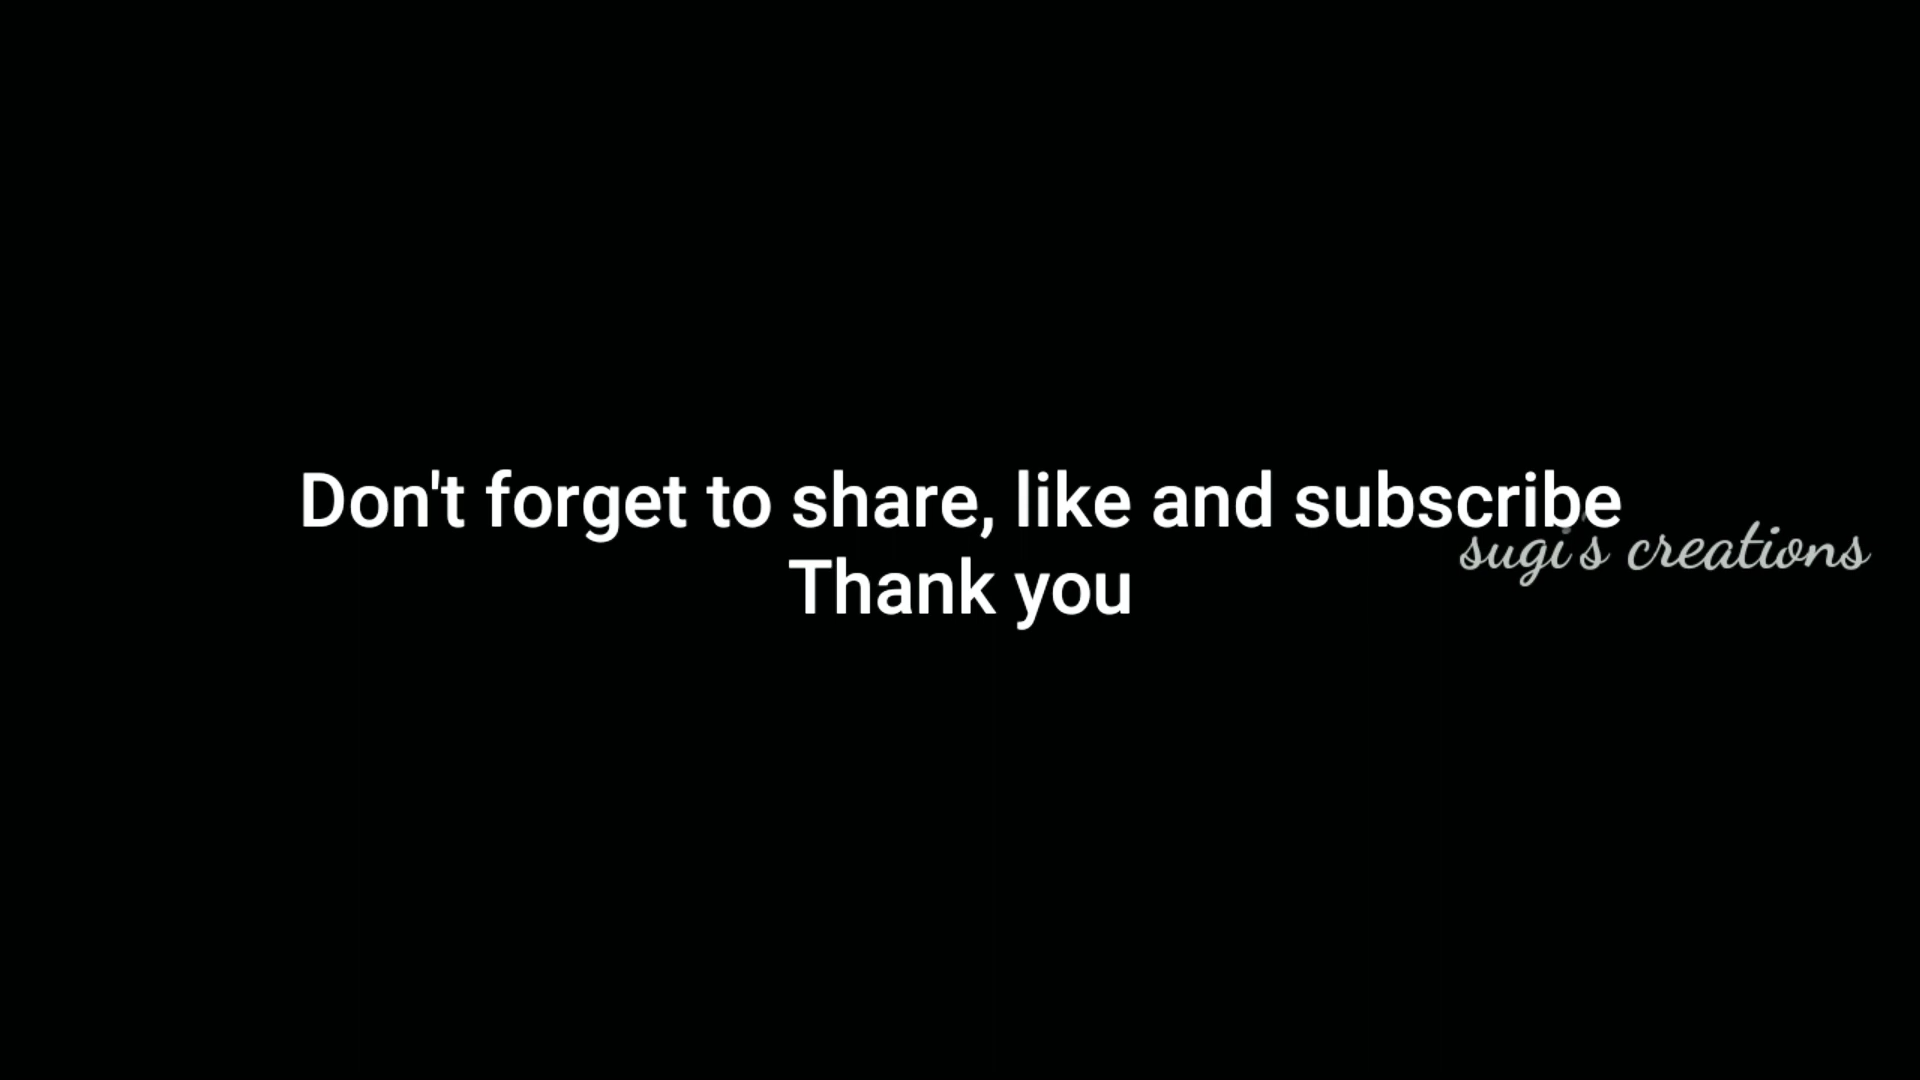 Don't forget to share, like and subscribe
sugi's creations
Thank you